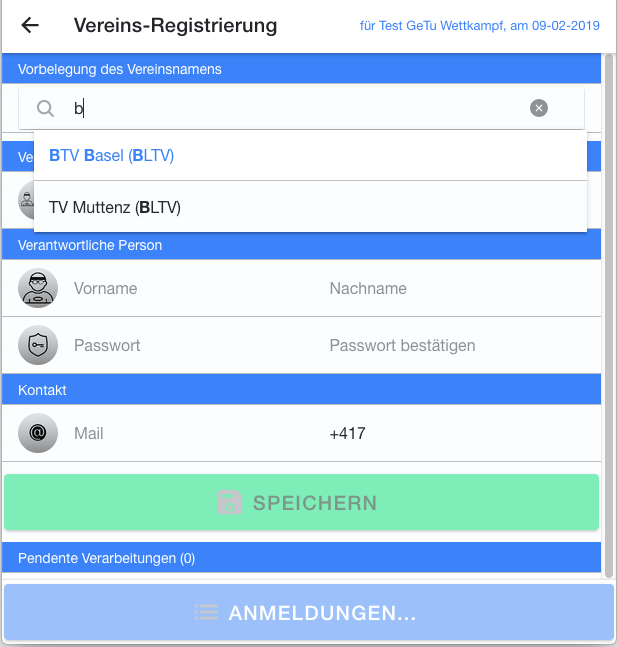 Vereins-Registrierung
für Test GeTu Wettkampf, am 09-02-2019
Vorbelegung des Vereinsnamens
b
Ve
BTV Basel (BLTV)
TV Muttenz (BLTV)
Verantwortliche Person
Vorname Nachname
Passwort Passwort bestätigen
Kontakt
Mail +417
SPEICHERN
Pendente Verarbeitungen (0)
ANMELDUNGEN...